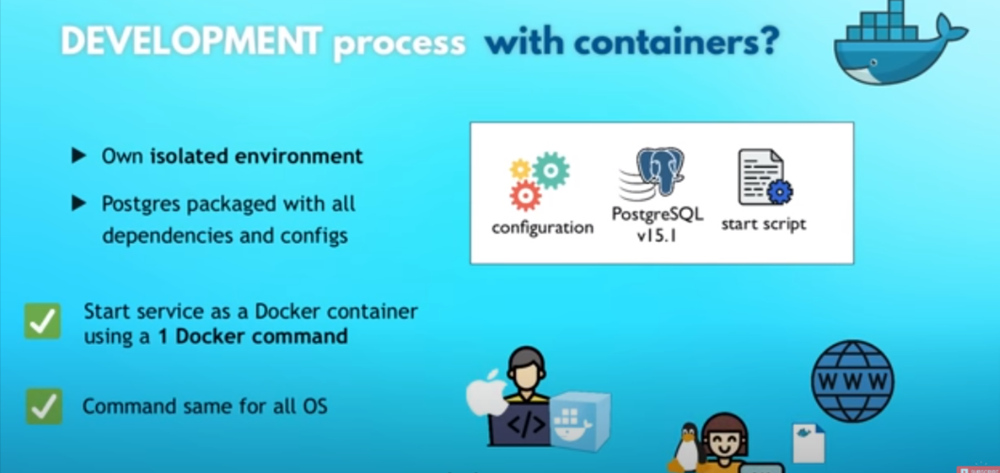 DEVELOPMENT process with containers?
Own isolated environment
Postgres packaged with all
dependencies and configs
configuration
PostgreSQL
v15.1
start script
Start service as a Docker container
using a 1 Docker command
Command same for all OS
</>
WWW